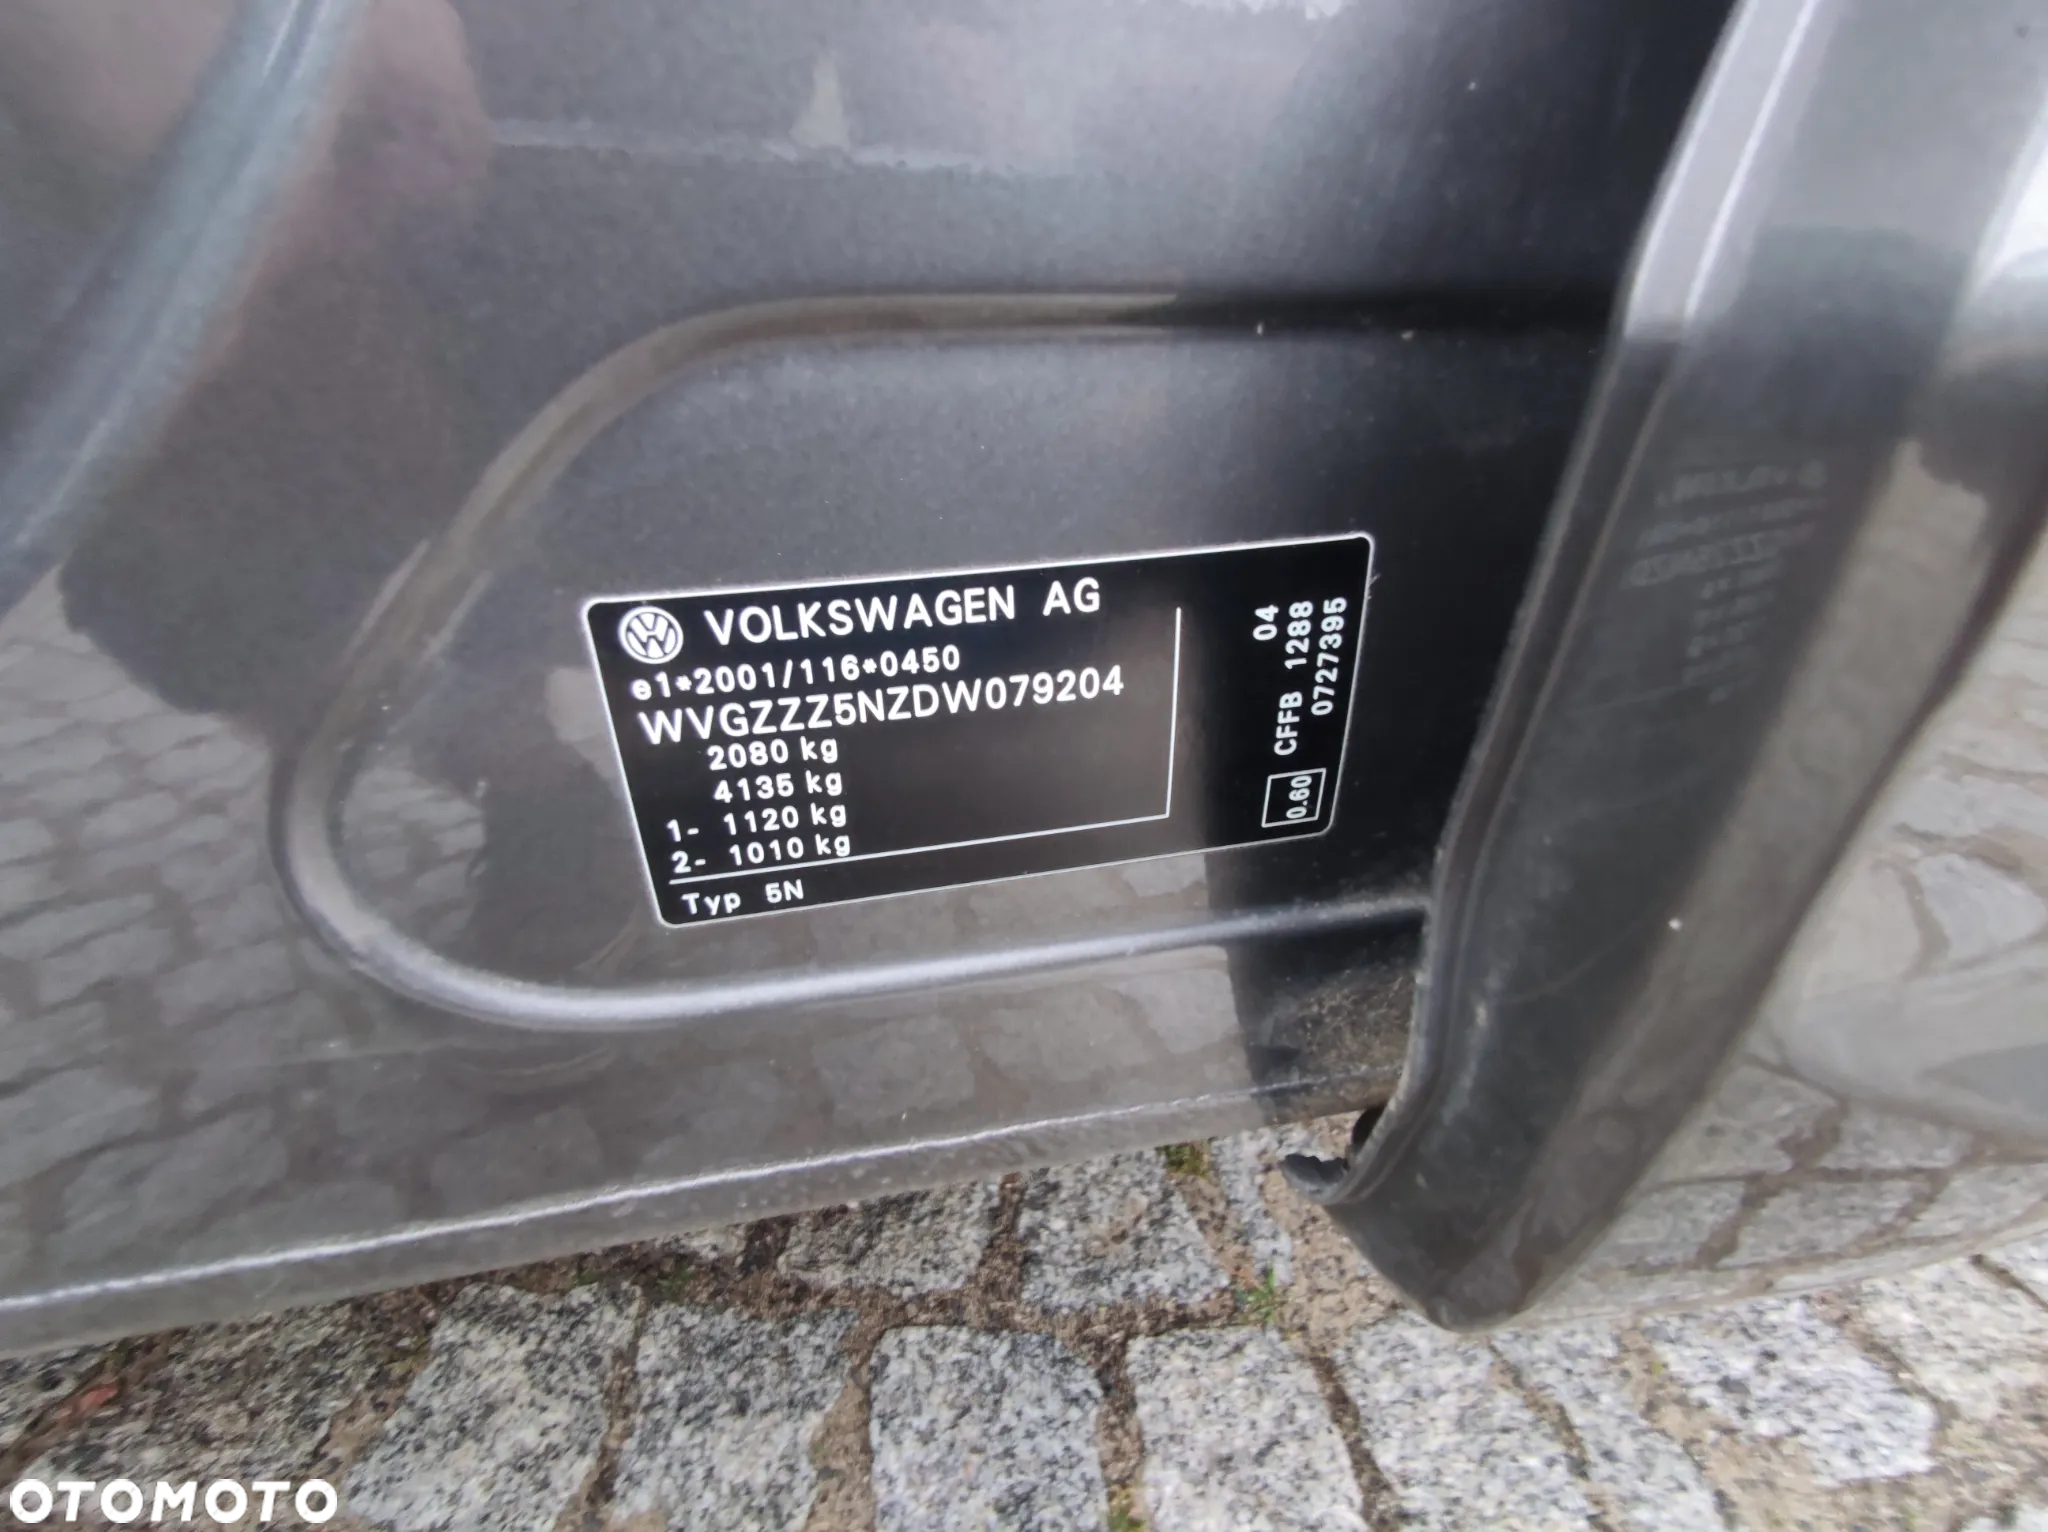 VOLKSWAGEN AG
e1*2001/116*0450
WVGZZZ5NZDW079204
2080 kg
4135 kg
1- 1120 kg
2- 1010 kg
Typ 5N
04
CFFB 1288
0727395
0.60
OTOMOTO